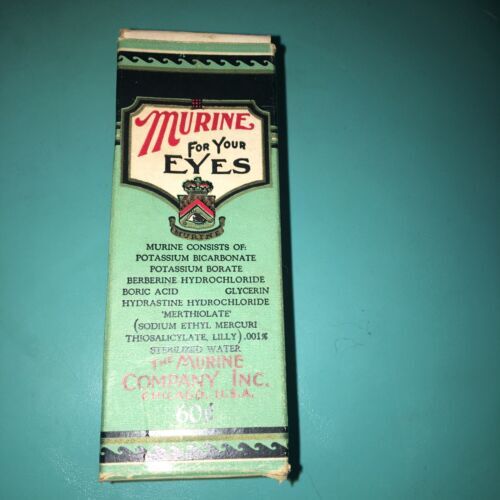 MURINE
FOR YOUR
EYES
MURINE
MURINE CONSISTS OF:
POTASSIUM BICARBONATE
POTASSIUM BORATE
BERBERINE HYDROCHLORIDE
BORIC ACID GLYCERIN
HYDRASTINE HYDROCHLORIDE
'MERTHIOLATE'
(SODIUM ETHYL MERCURI
THIOSALICYLATE, LILLY) .001%
STERILIZED WATER
THE MURINE
COMPANY INC.
CHICAGO, U.S.A.
60¢